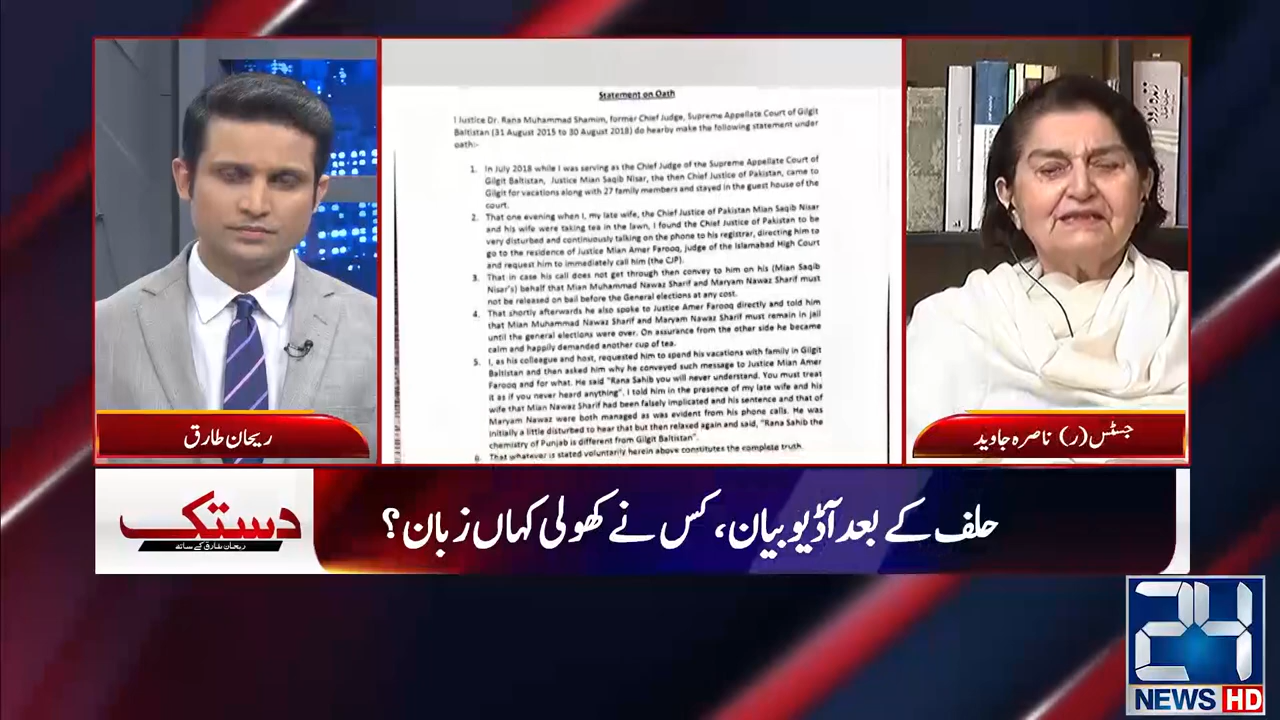 Statement on Oath
I Justice Dr. Rana Muhammad Shamim, former Chief Judge, Supreme Appellate Court of Gilgit
Baltistan (31 August 2015 to 30 August 2018) do hearby make the following statement under
oath:-
1. In July 2018 while I was serving as the Chief Judge of the Supreme Appellate Court of
Gilgit Baltistan, Justice Mian Saqib Nisar, the then Chief Justice of Pakistan, came to
Gilgit for vacations along with 27 family members and stayed in the guest house of the
court.
2. That one evening when I, my late wife, the Chief Justice of Pakistan Mian Saqib Nisar
and his wife were taking tea in the lawn, I found the Chief Justice of Pakistan to be
very disturbed and continuously talking on the phone to his registrar, directing him to
go to the residence of Justice Mian Amer Farooq, judge of the Islamabad High Court
and request him to immediately call him (the CJP).
3. That in case his call does not get through then convey to him on his (Mian Saqib
Nisar's) behalf that Mian Muhammad Nawaz Sharif and Maryam Nawaz Sharif must
not be released on bail before the General elections at any cost.
4. That shortly afterwards he also spoke to Justice Amer Farooq directly and told him
that Mian Muhammad Nawaz Sharif and Maryam Nawaz Sharif must remain in jail
until the general elections were over. On assurance from the other side he became
calm and happily demanded another cup of tea.
5. I, as his colleague and host, requested him to spend his vacations with family in Gilgit
Baltistan and then asked him why he conveyed such message to Justice Mian Amer
Farooq and for what. He said "Rana Sahib you will never understand. You must treat
it as if you never heard anything". I told him in the presence of my late wife and his
wife that Mian Nawaz Sharif had been falsely implicated and his sentence and that of
Maryam Nawaz were both managed as was evident from his phone calls. He was
initially a little disturbed to hear that but then relaxed again and said, "Rana Sahib the
chemistry of Punjab is different from Gilgit Baltistan".
6. That whatever is stated voluntarily herein above constitutes the complete truth.
ریحان طارق
جسٹس (ر) ناصرہ جاوید
دستک
ریحان طارق کے ساتھ
حلف کے بعد آڈیو بیان، کس نے کھولی کہاں زبان؟
24
NEWS HD